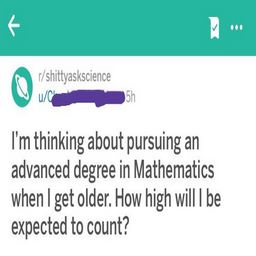 r/shittyaskscience
5h
I'm thinking about pursuing an
advanced degree in Mathematics
when I get older. How high will I be
expected to count?